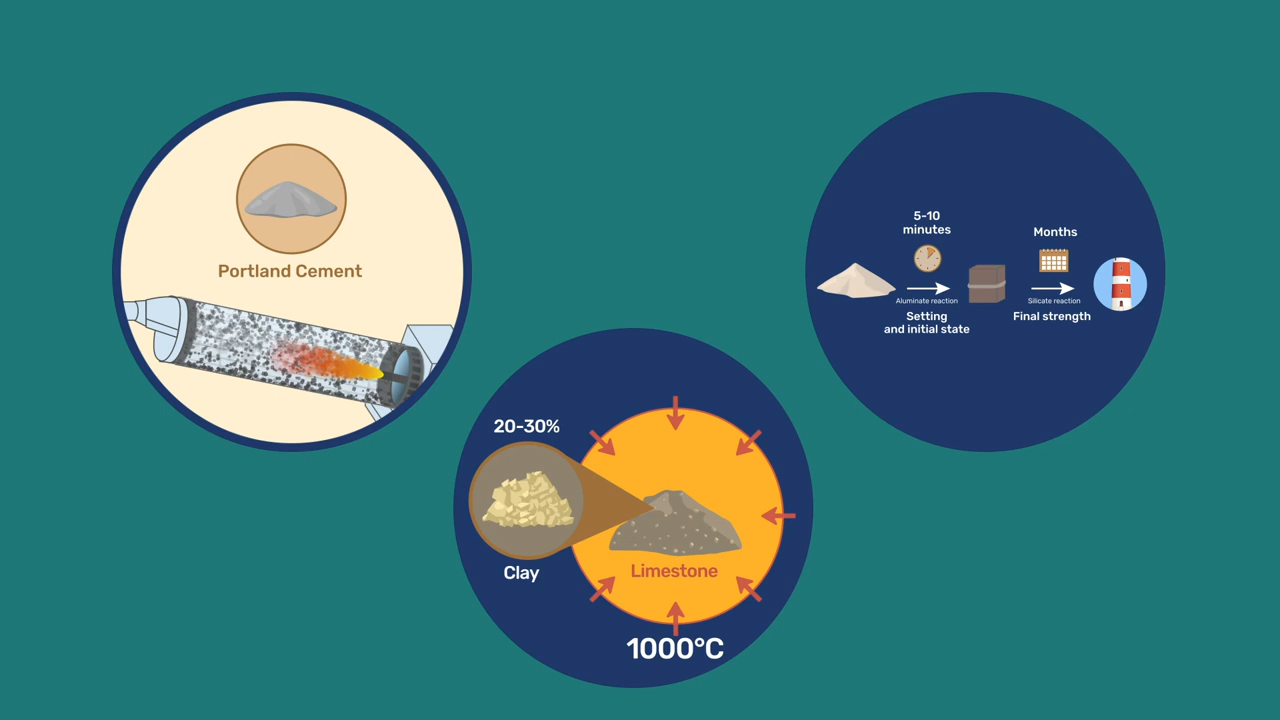 Portland Cement
5-10
minutes
Months
Aluminate reaction
Silicate reaction
Setting
and initial state
Final strength
20-30%
Clay
Limestone
1000°C